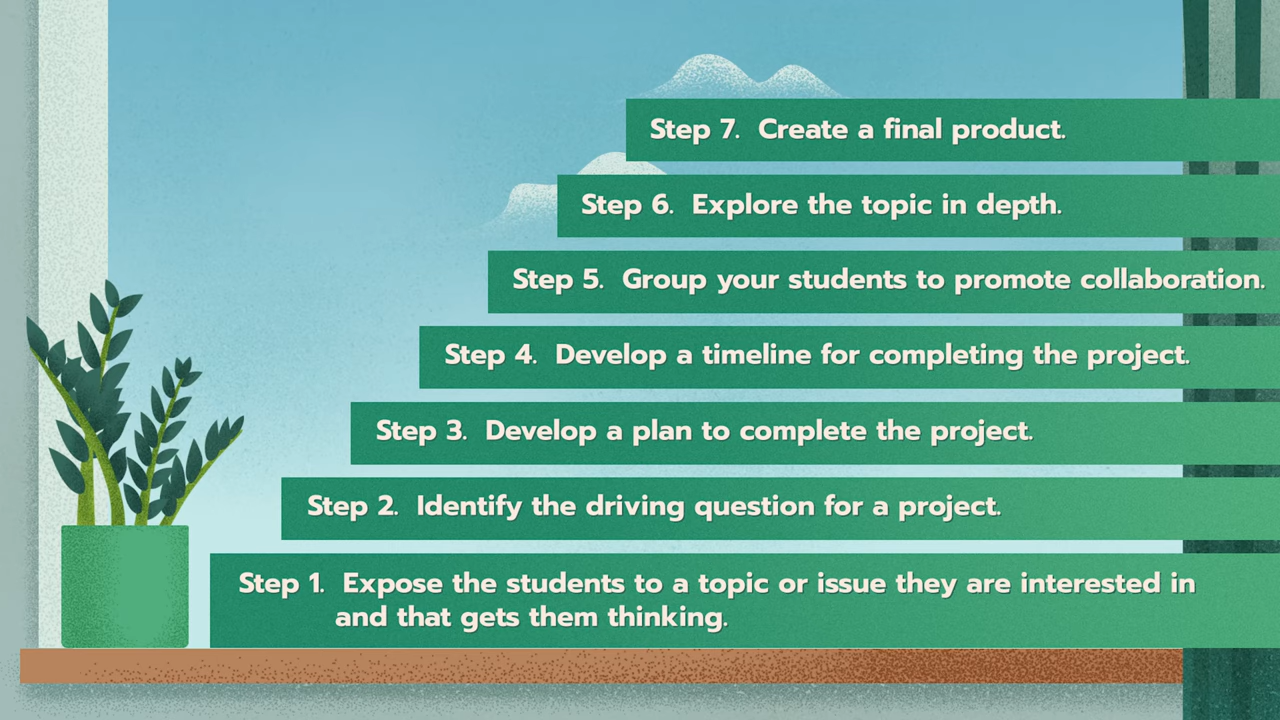 Step 7. Create a final product.
Step 6. Explore the topic in depth.
Step 5. Group your students to promote collaboration.
Step 4. Develop a timeline for completing the project.
Step 3. Develop a plan to complete the project.
Step 2. Identify the driving question for a project.
Step 1. Expose the students to a topic or issue they are interested in
and that gets them thinking.